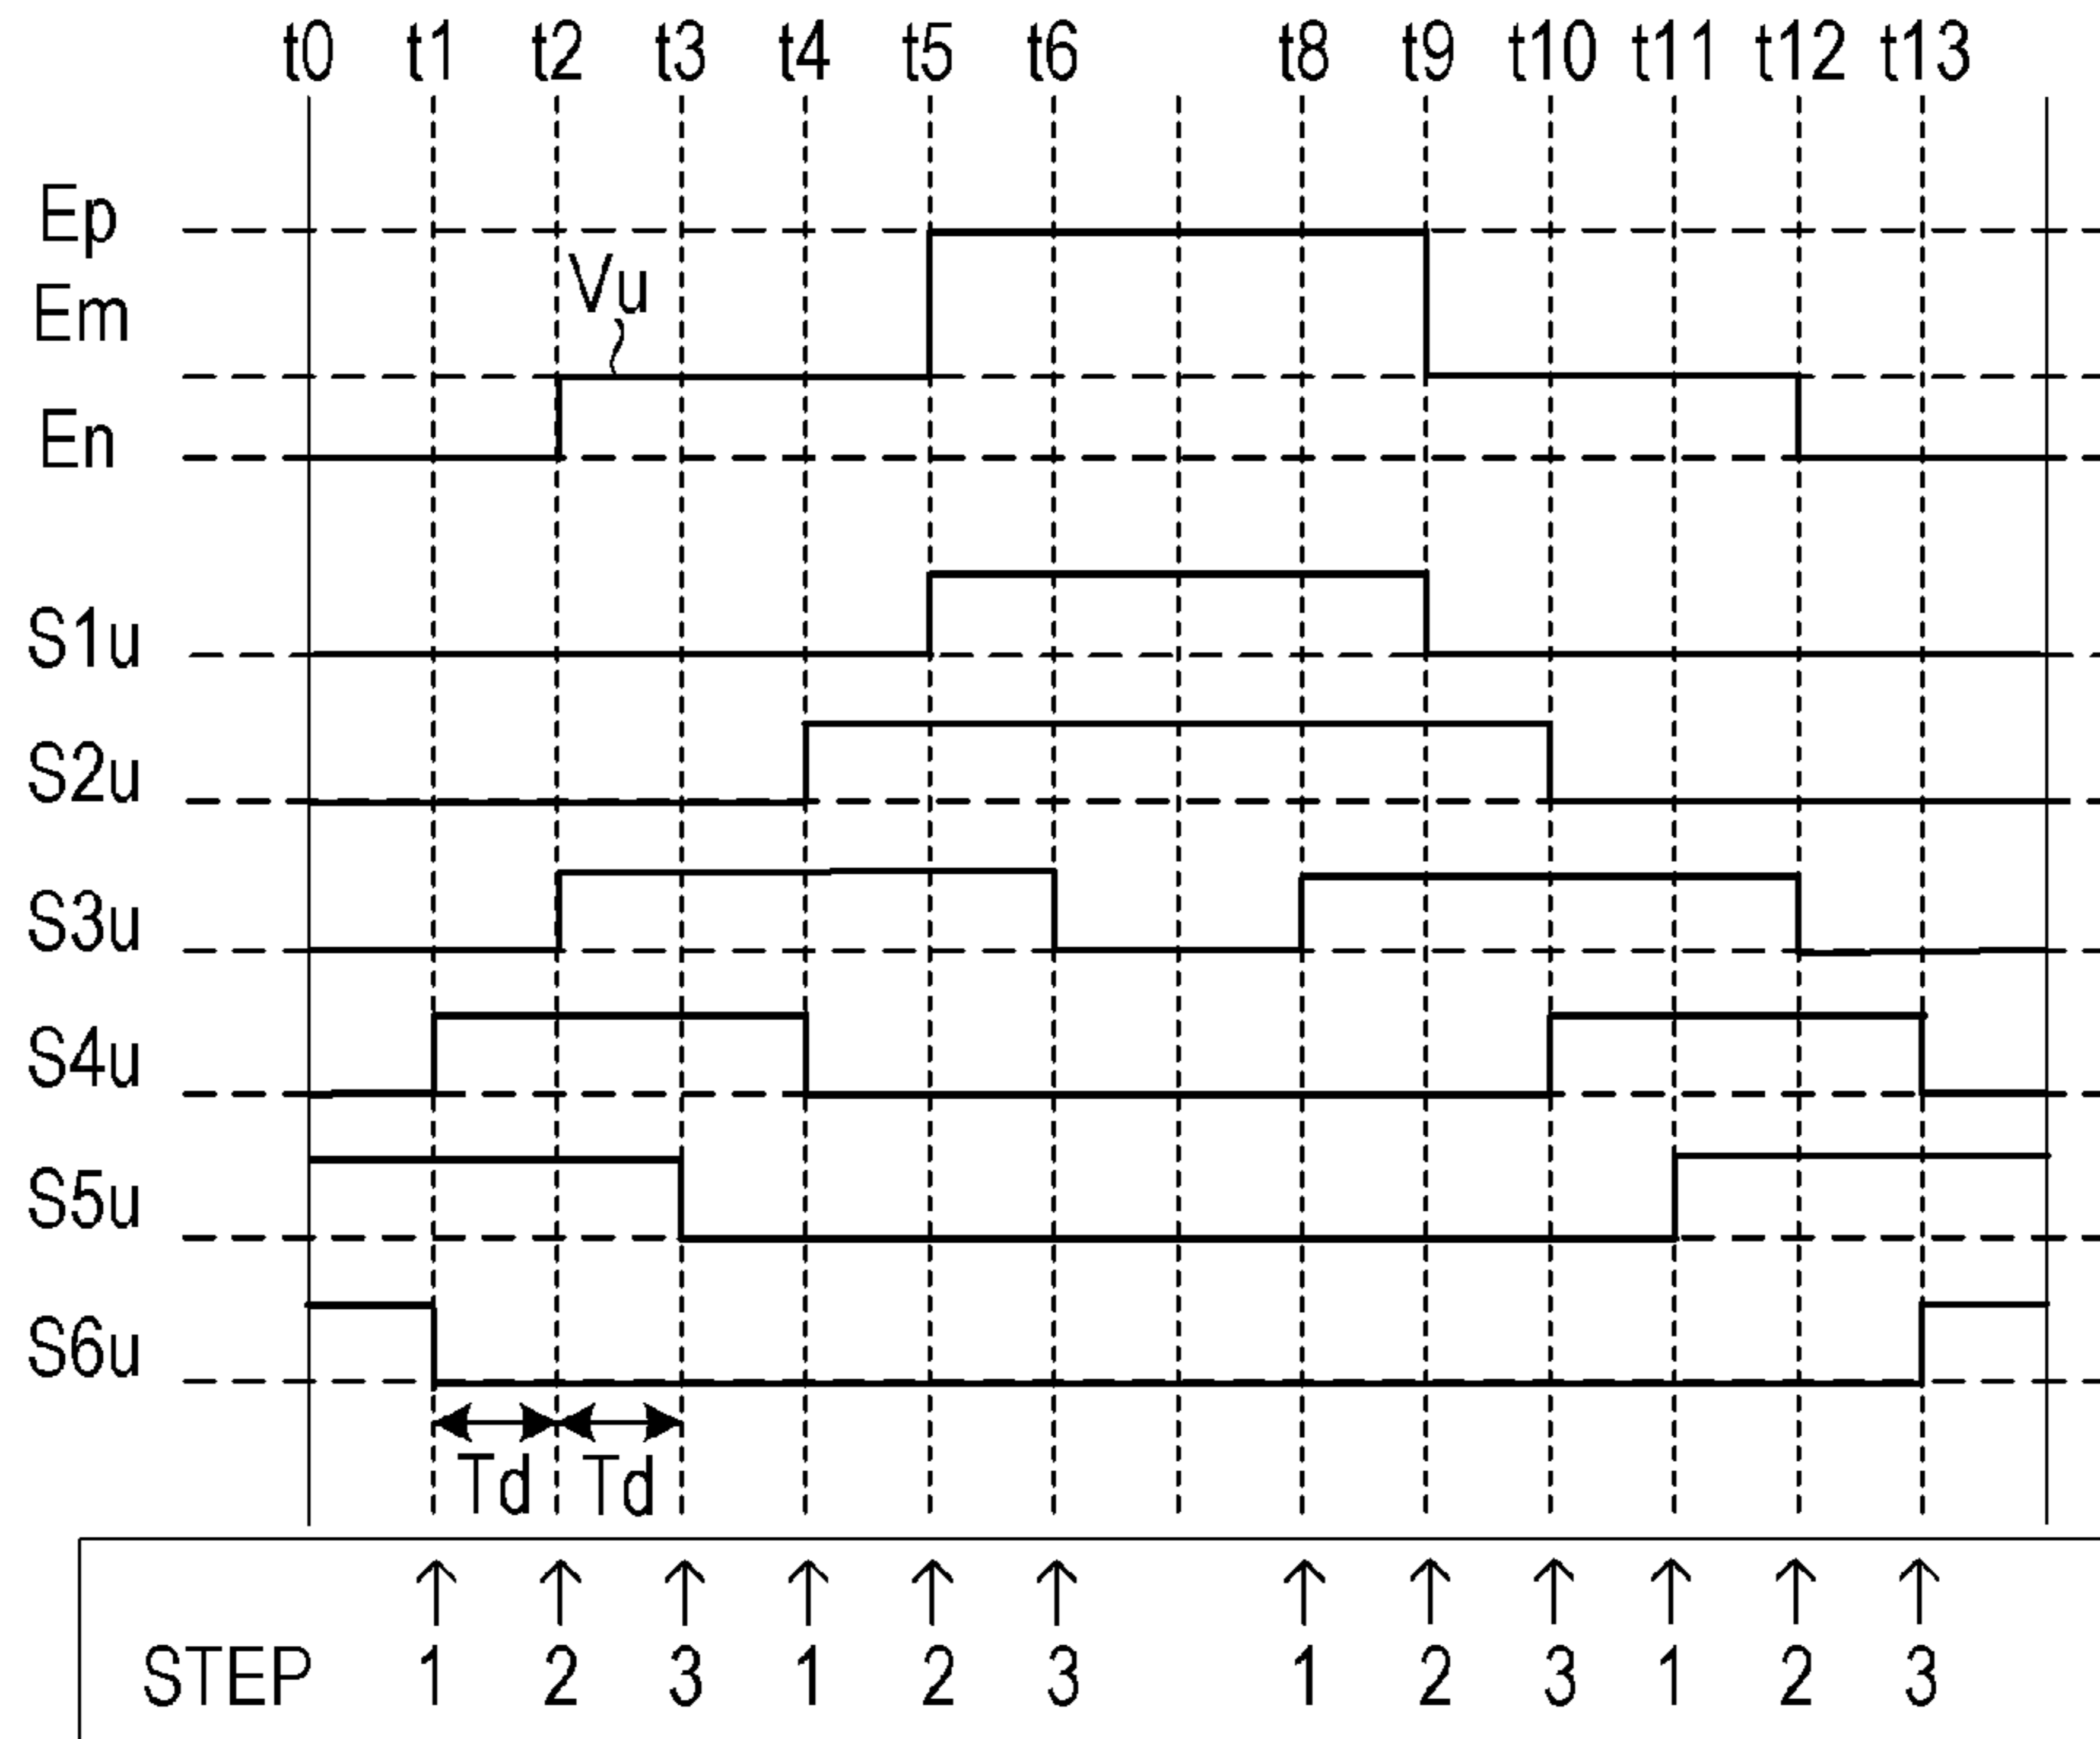 t0 t1 t2 t3 t4 t5 t6 t8 t9 t10 t11 t12 t13
Ep
Vu
Em
En
S1u
S2u
S3u
S4u
S5u
S6u
Td Td
STEP 1 2 3 1 2 3 1 2 3 1 2 3